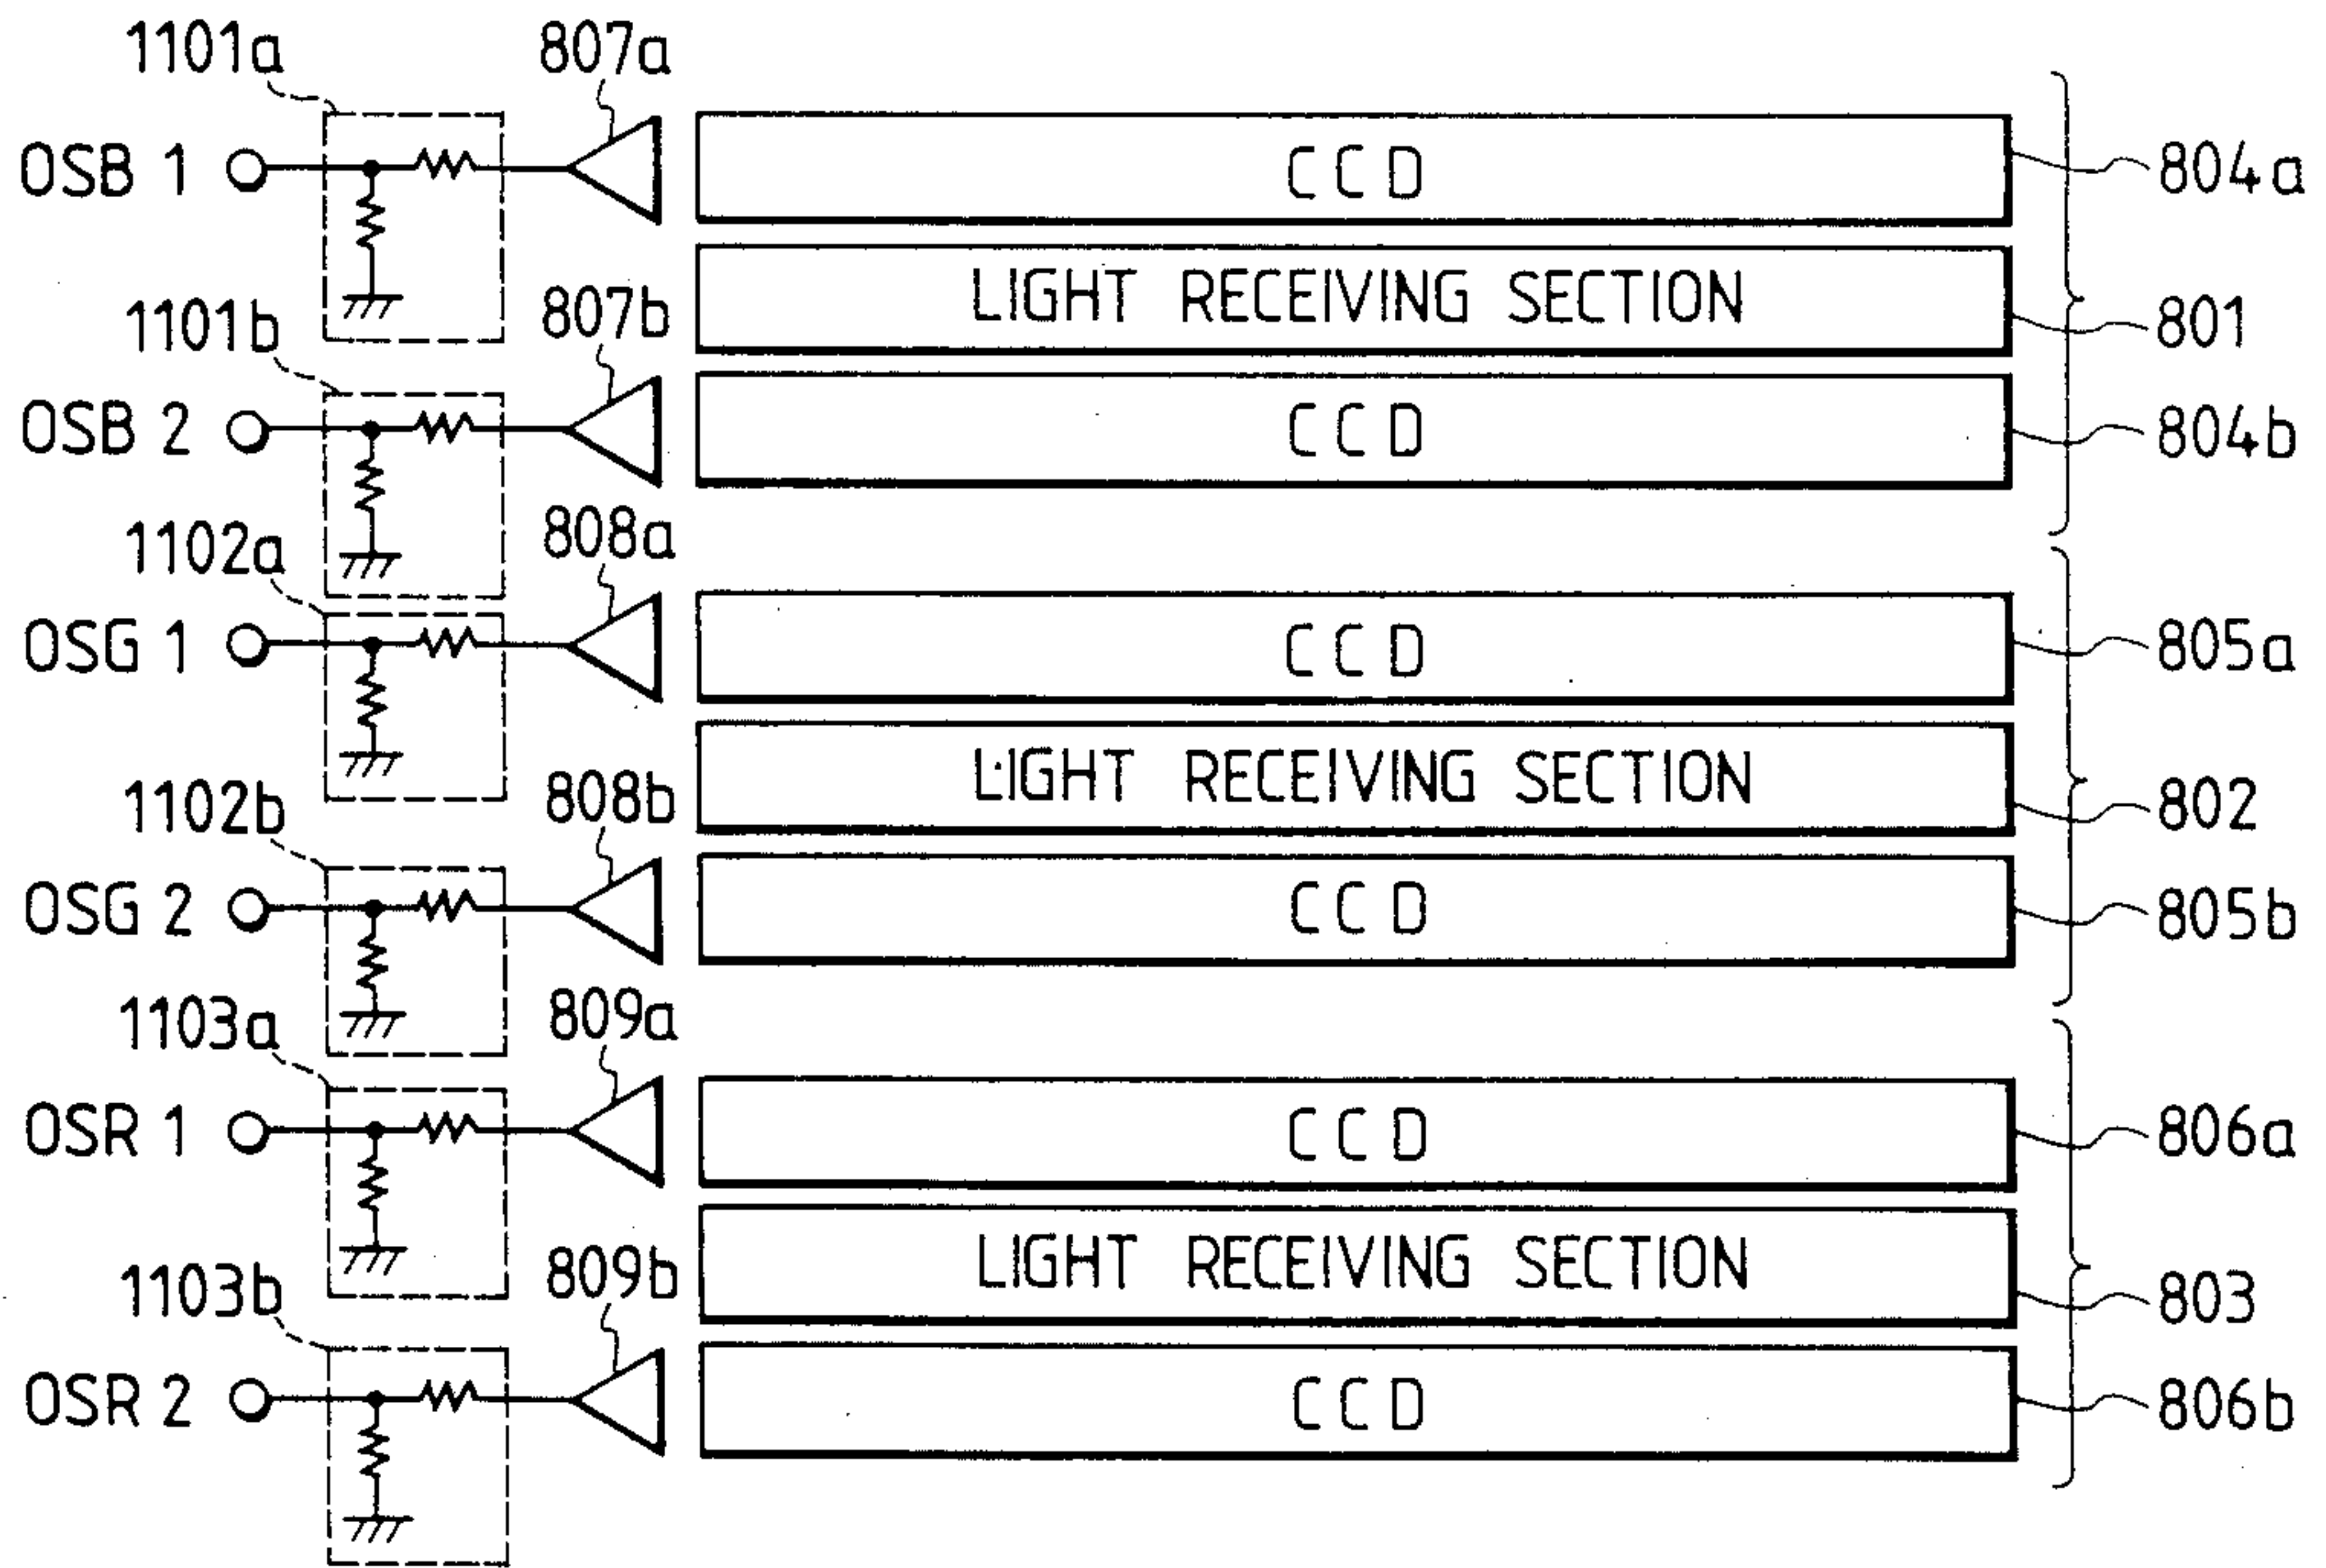 1101a
807a
OSB 1
CCD
804a
LIGHT RECEIVING SECTION
801
1101b
807b
OSB 2
CCD
804b
1102a
808a
OSG 1
CCD
805a
LIGHT RECEIVING SECTION
802
1102b
808b
OSG 2
CCD
805b
1103a
809a
OSR 1
CCD
806a
LIGHT RECEIVING SECTION
803
1103b
809b
OSR 2
CCD
806b